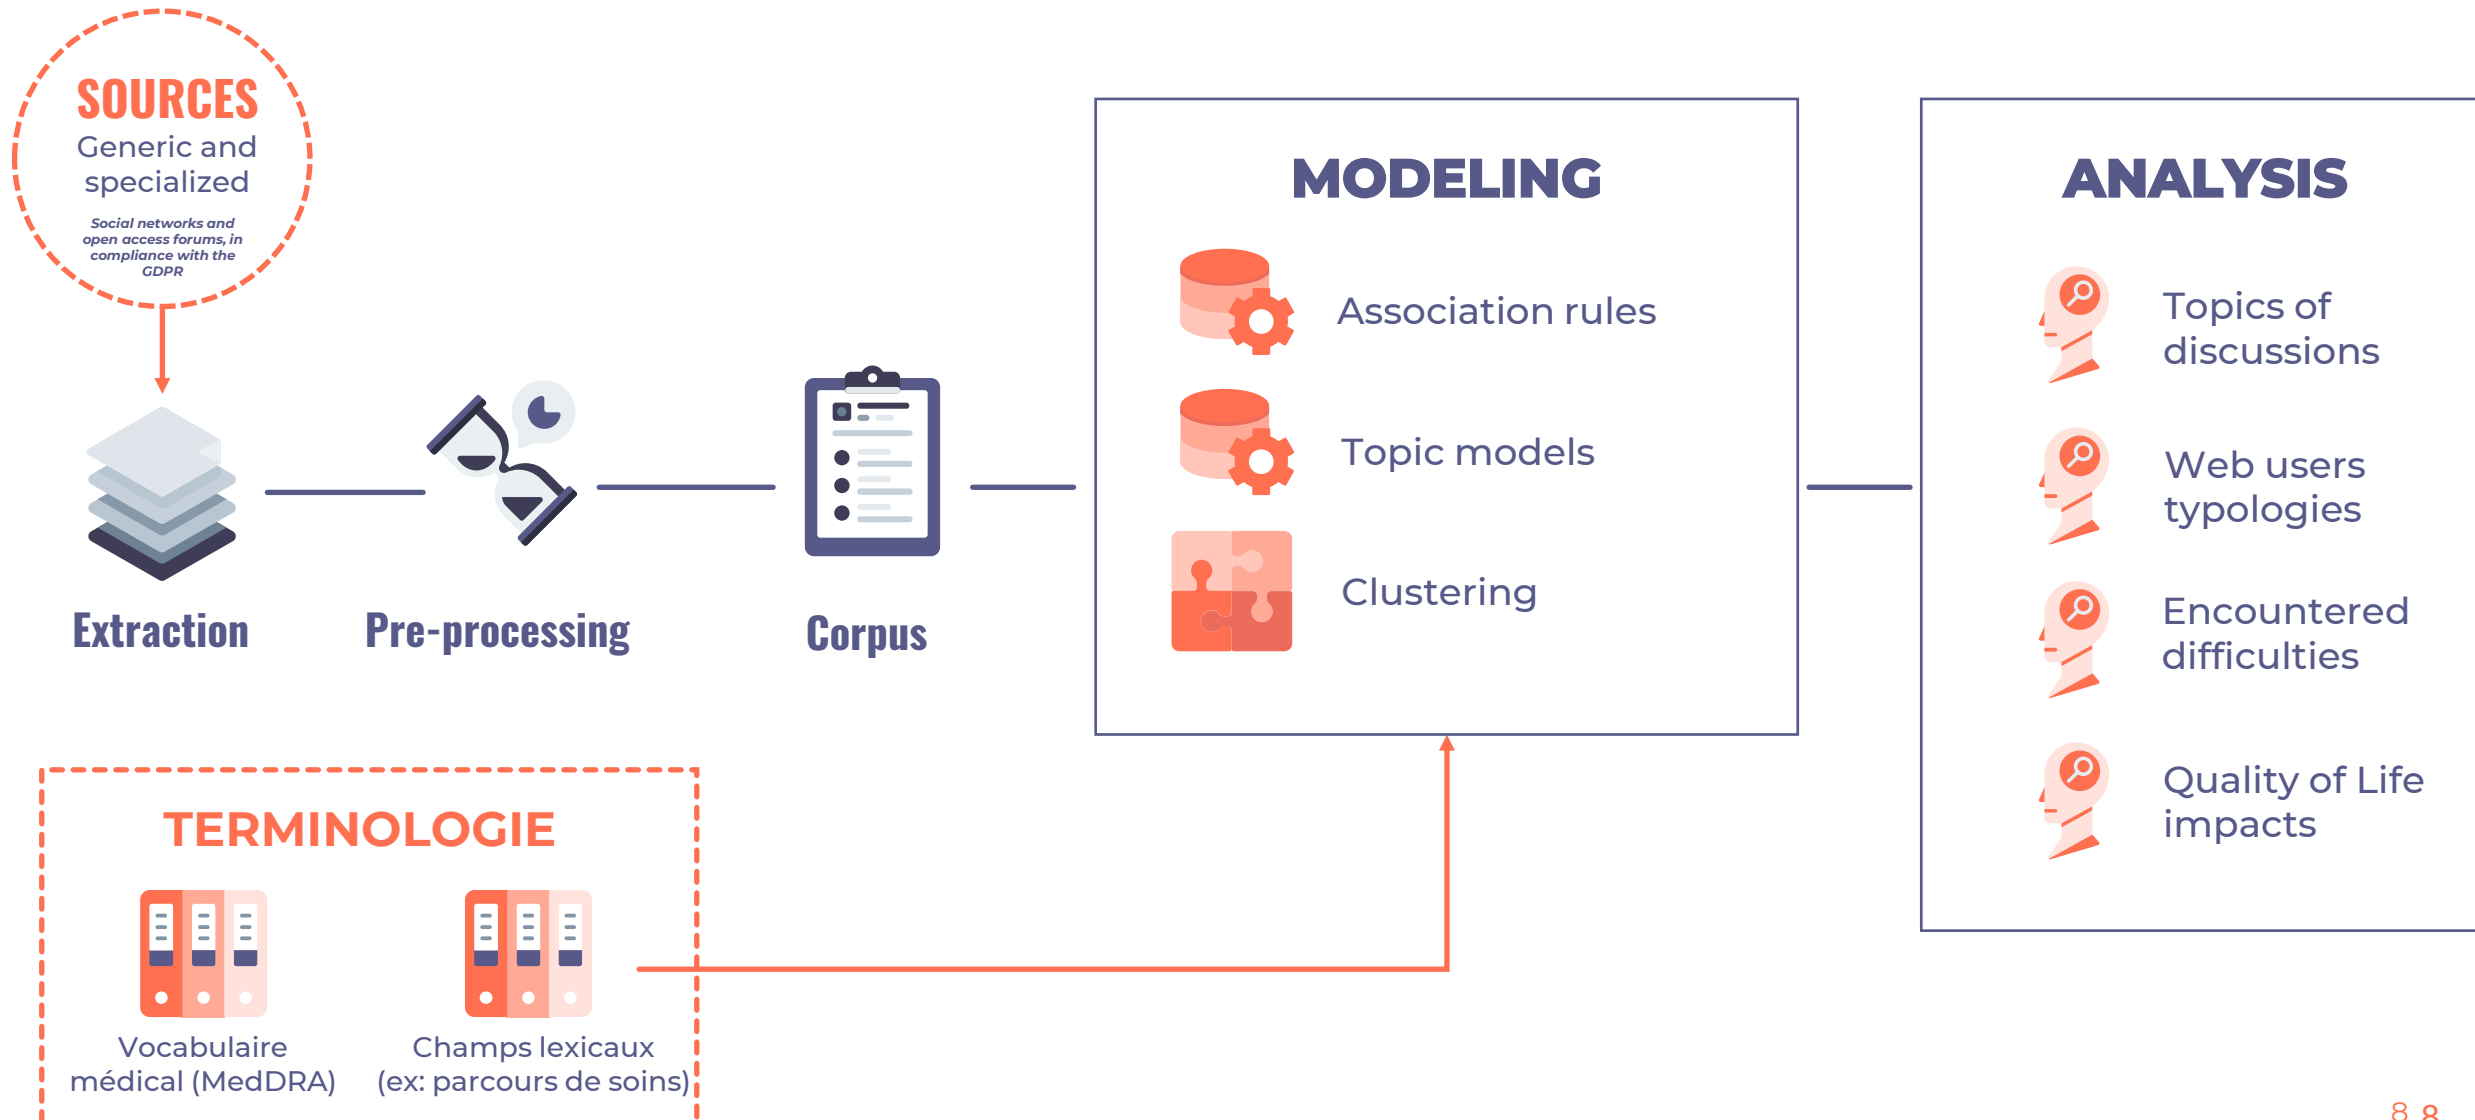 SOURCES
Generic and
specialized
Social networks and
open access forums, in
compliance with the
GDPR
Extraction
Pre-processing
Corpus
MODELING
Association rules
Topic models
Clustering
ANALYSIS
Topics of
discussions
Web users
typologies
Encountered
difficulties
Quality of Life
impacts
TERMINOLOGIE
Vocabulaire
médical (MedDRA)
Champs lexicaux
(ex: parcours de soins)
8 8